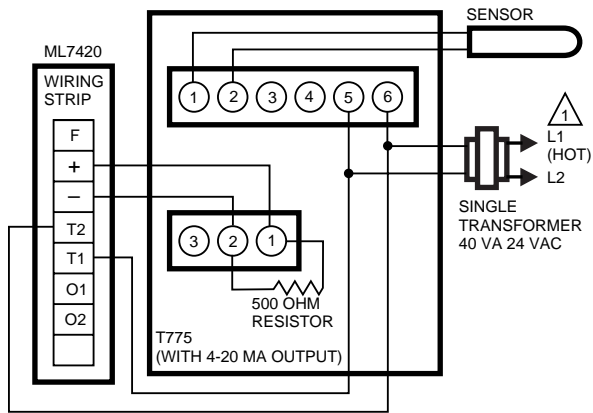 SENSOR
ML7420
WIRING
STRIP
1 2 3 4 5 6
1
L1
(HOT)
L2
F
+
–
T2
T1
O1
O2
SINGLE
TRANSFORMER
40 VA 24 VAC
3 2 1
500 OHM
RESISTOR
T775
(WITH 4-20 MA OUTPUT)